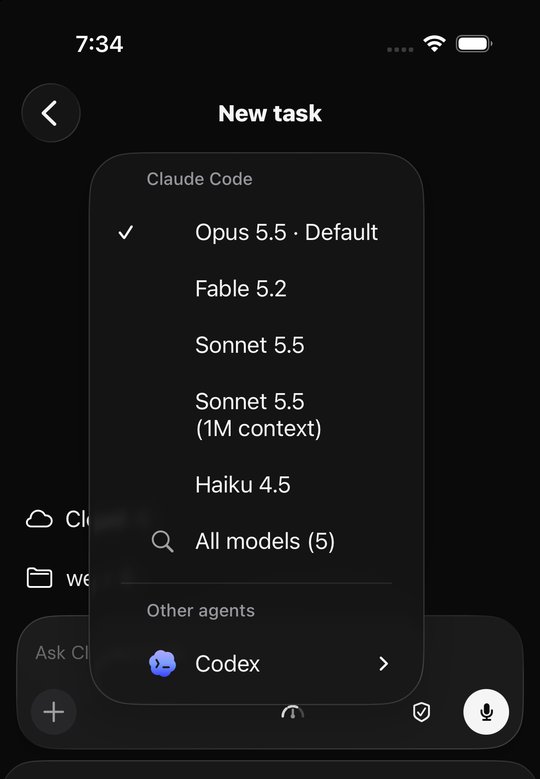 7:34
New task
Claude Code
Opus 5.5 · Default
Fable 5.2
Sonnet 5.5
Sonnet 5.5
(1M context)
Haiku 4.5
All models (5)
Other agents
Codex
Ask